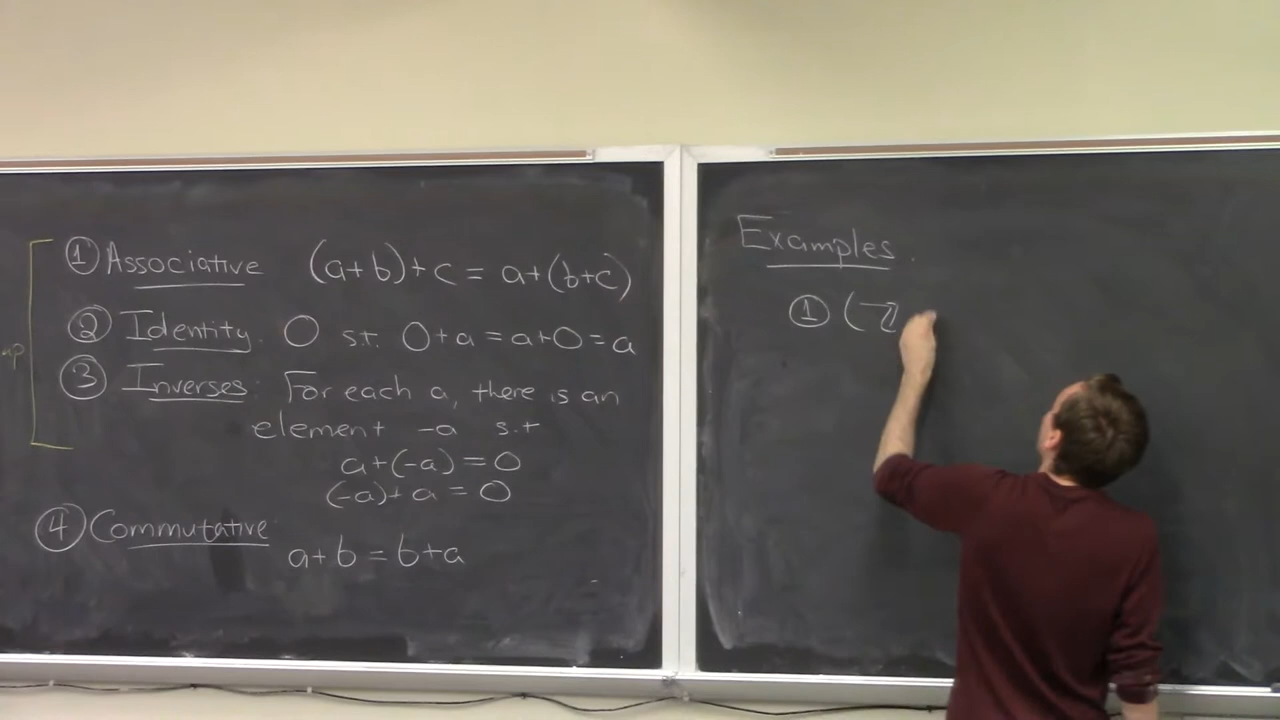 ① Associative (a+b)+c = a+(b+c)
② Identity. 0 s.t. 0+a = a+0 = a
③ Inverses: For each a, there is an
element -a s.t
a+(-a) = 0
(-a)+a = 0
④ Commutative
a+b = b+a
Examples.
① (ℤ